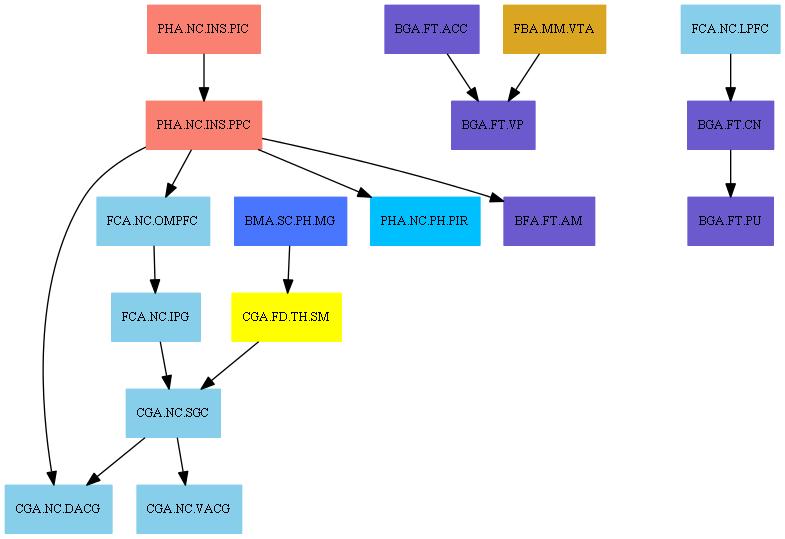 PHA.NC.INS.PIC
BGA.FT.ACC
FBA.MM.VTA
FCA.NC.LPFC
PHA.NC.INS.PPC
BGA.FT.VP
BGA.FT.CN
FCA.NC.OMPFC
BMA.SC.PH.MG
PHA.NC.PH.PIR
BFA.FT.AM
BGA.FT.PU
FCA.NC.IPG
CGA.FD.TH.SM
CGA.NC.SGC
CGA.NC.DACG
CGA.NC.VACG